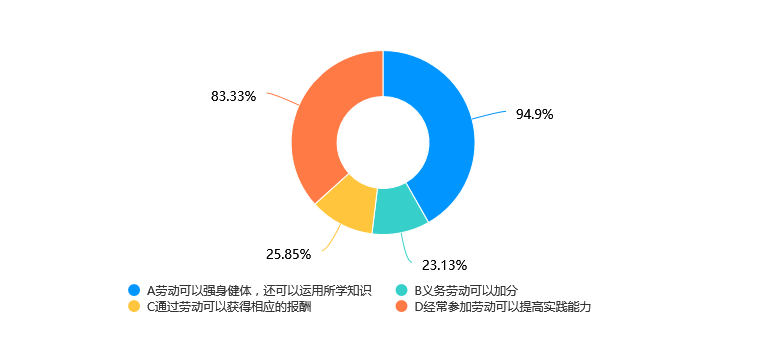 83.33%
94.9%
25.85%
23.13%
A劳动可以强身健体，还可以运用所学知识
B义务劳动可以加分
C通过劳动可以获得相应的报酬
D经常参加劳动可以提高实践能力